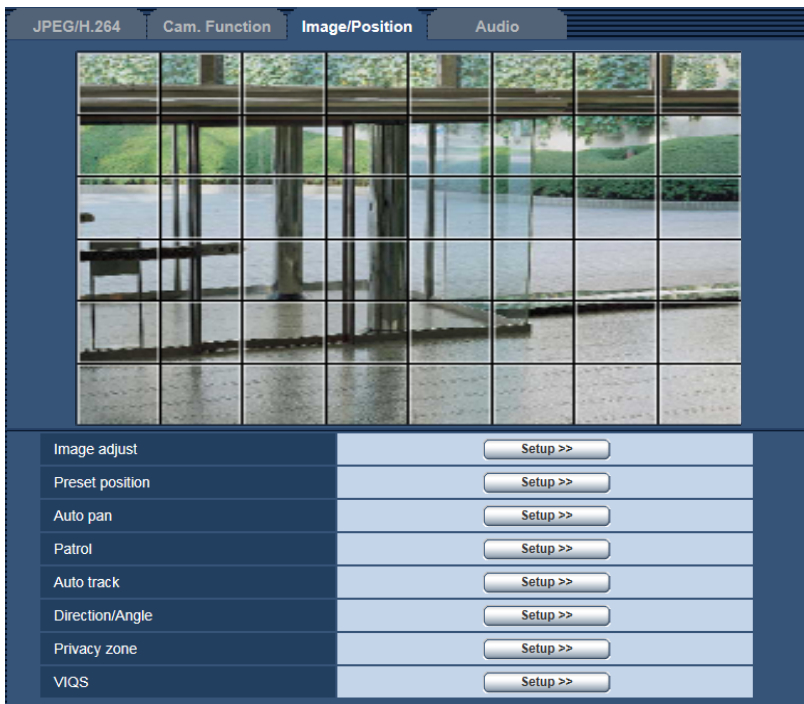 JPEG/H.264 Cam. Function Image/Position Audio
Image adjust Setup >>
Preset position Setup >>
Auto pan Setup >>
Patrol Setup >>
Auto track Setup >>
Direction/Angle Setup >>
Privacy zone Setup >>
VIQS Setup >>